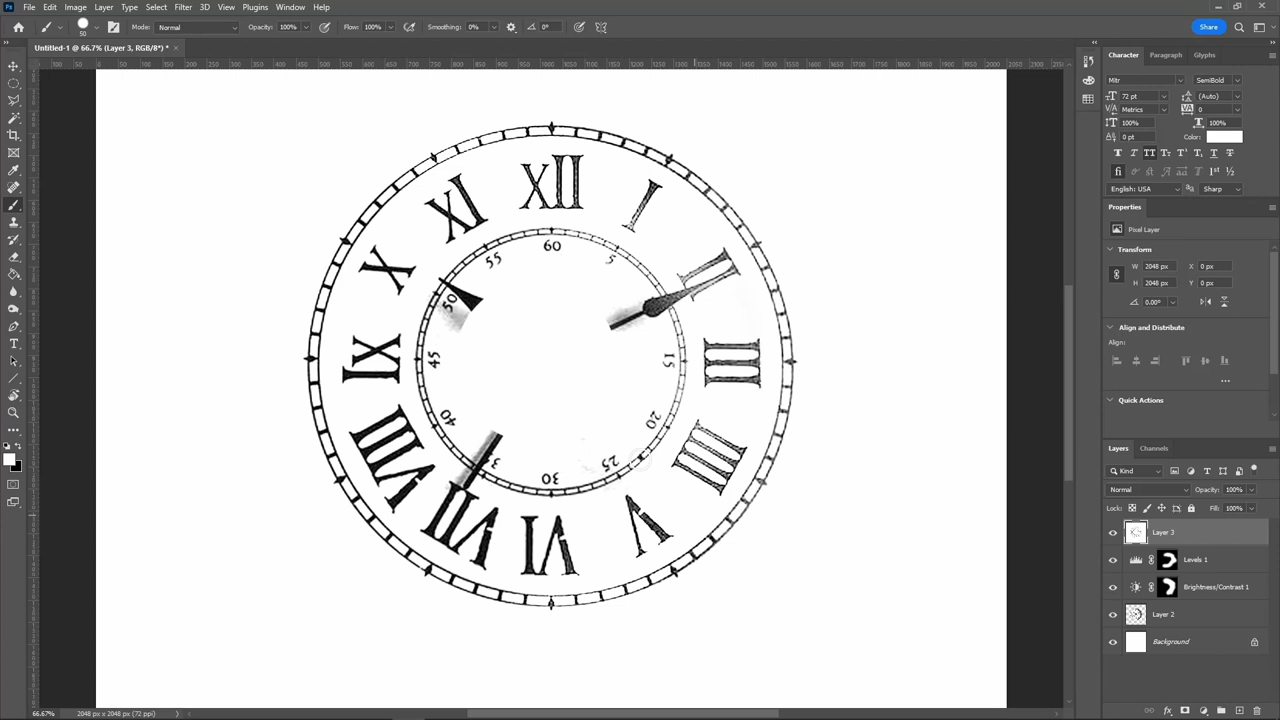 File Edit Image Layer Type Select Filter 3D View Plugins Window Help
50 Mode: Normal Opacity: 100% Flow: 100% Smoothing: 0% 0° Share
Untitled-1 @ 66.7% (Layer 3, RGB/8*) *
XII
I
II
III
IIII
V
VI
VII
VIII
IX
X
XI
60
5
15
20
25
30
35
40
45
50
55
Character Paragraph Glyphs
Mitr SemiBold
72 pt (Auto)
Metrics 0
100% 100%
0 pt Color:
English: USA Sharp
Properties
Pixel Layer
Transform
W 2048 px X 0 px
H 2048 px Y 0 px
0.00°
Align and Distribute
Align:
Quick Actions
Layers Channels
Kind
Normal Opacity: 100%
Lock: Fill: 100%
Layer 3
Levels 1
Brightness/Contrast 1
Layer 2
Background
66.67% 2048 px x 2048 px (72 ppi)